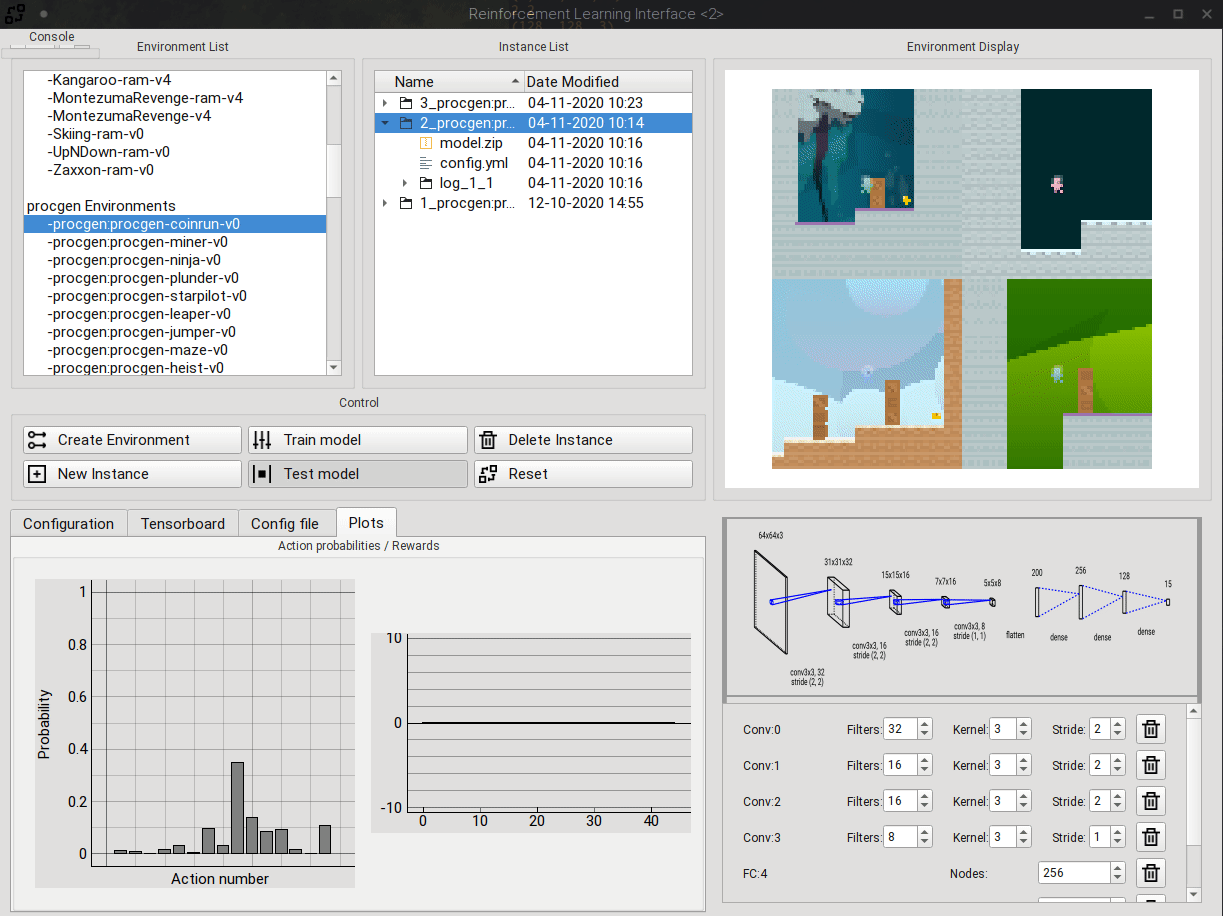 Reinforcement Learning Interface <2>
Console
Environment List
Instance List
Environment Display
-Kangaroo-ram-v4
-MontezumaRevenge-ram-v4
-MontezumaRevenge-v4
-Skiing-ram-v0
-UpNDown-ram-v0
-Zaxxon-ram-v0
procgen Environments
-procgen:procgen-coinrun-v0
-procgen:procgen-miner-v0
-procgen:procgen-ninja-v0
-procgen:procgen-plunder-v0
-procgen:procgen-starpilot-v0
-procgen:procgen-leaper-v0
-procgen:procgen-jumper-v0
-procgen:procgen-maze-v0
-procgen:procgen-heist-v0
Name Date Modified
3_procgen:pr... 04-11-2020 10:23
2_procgen:pr... 04-11-2020 10:14
model.zip 04-11-2020 10:16
config.yml 04-11-2020 10:16
log_1_1 04-11-2020 10:16
1_procgen:pr... 12-10-2020 14:55
Control
Create Environment Train model Delete Instance
New Instance Test model Reset
Configuration Tensorboard Config file Plots
Action probabilities / Rewards
Probability
1
0.8
0.6
0.4
0.2
0
Action number
10
0
-10
0 10 20 30 40
64x64x3
31x31x32
15x15x16
7x7x16
5x5x8
200
256
128
15
conv3x3, 32
stride (2, 2)
conv3x3, 16
stride (2, 2)
conv3x3, 16
stride (2, 2)
conv3x3, 8
stride (1, 1)
flatten
dense
dense
dense
Conv:0 Filters: 32 Kernel: 3 Stride: 2
Conv:1 Filters: 16 Kernel: 3 Stride: 2
Conv:2 Filters: 16 Kernel: 3 Stride: 2
Conv:3 Filters: 8 Kernel: 3 Stride: 1
FC:4 Nodes: 256